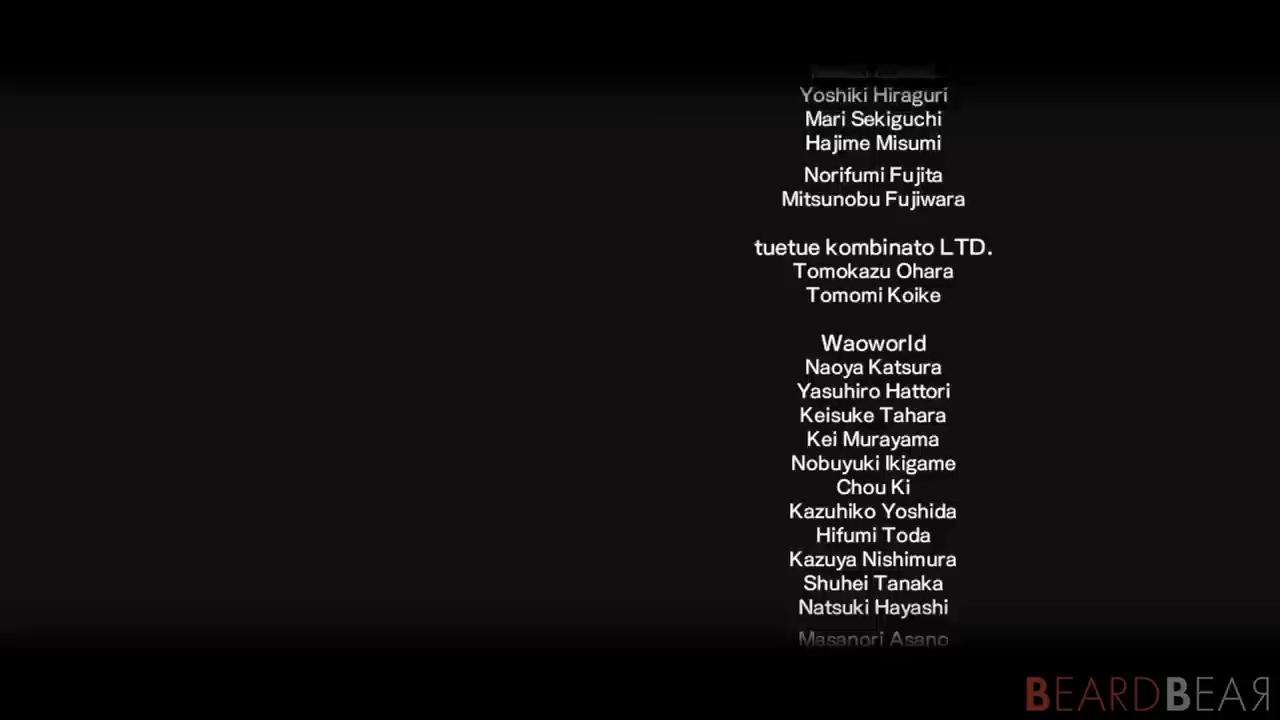 Yoshiki Hiraguri
Mari Sekiguchi
Hajime Misumi
Norifumi Fujita
Mitsunobu Fujiwara
tuetue kombinato LTD.
Tomokazu Ohara
Tomomi Koike
Waoworld
Naoya Katsura
Yasuhiro Hattori
Keisuke Tahara
Kei Murayama
Nobuyuki Ikigame
Chou Ki
Kazuhiko Yoshida
Hifumi Toda
Kazuya Nishimura
Shuhei Tanaka
Natsuki Hayashi
Masanori Asano
BEARDBEAR